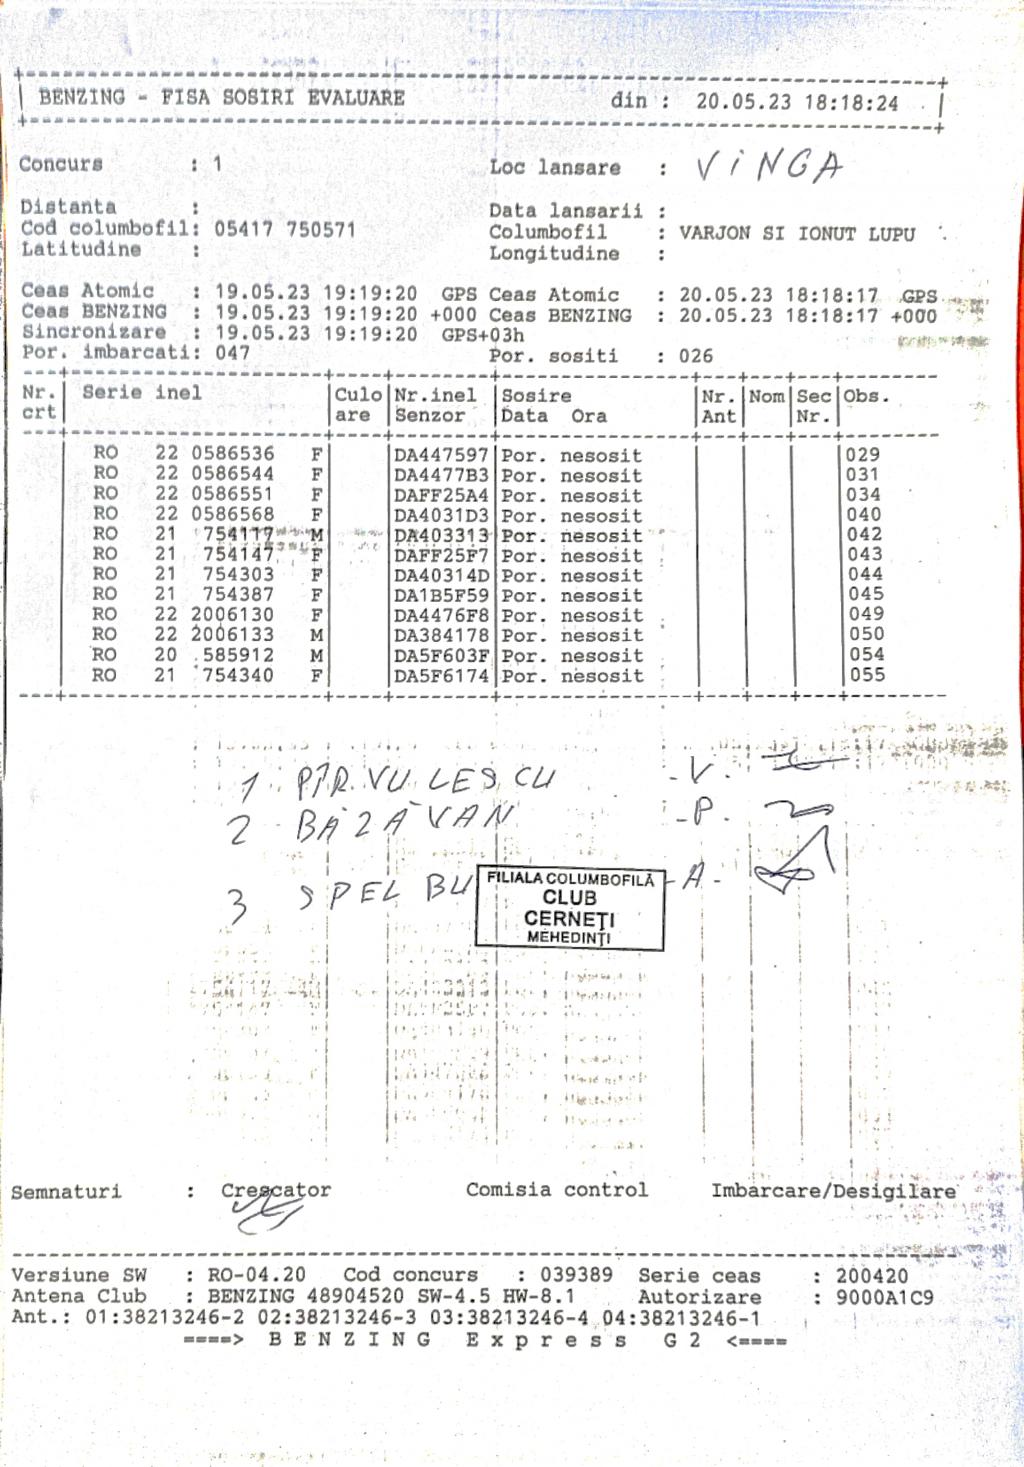 BENZING - FISA SOSIRI EVALUARE din : 20.05.23 18:18:24
Concurs : 1 Loc lansare : VINGA
Distanta : Data lansarii :
Cod columbofil: 05417 750571 Columbofil : VARJON SI IONUT LUPU
Latitudine : Longitudine :
Ceas Atomic : 19.05.23 19:19:20 GPS Ceas Atomic : 20.05.23 18:18:17 GPS
Ceas BENZING : 19.05.23 19:19:20 +000 Ceas BENZING : 20.05.23 18:18:17 +000
Sincronizare : 19.05.23 19:19:20 GPS+03h
Por. imbarcati: 047 Por. sositi : 026
Nr. Serie inel Culo Nr.inel Sosire Nr. Nom Sec Obs.
crt are Senzor Data Ora Ant Nr.
RO 22 0586536 F DA447597 Por. nesosit 029
RO 22 0586544 F DA4477B3 Por. nesosit 031
RO 22 0586551 F DAFF25A4 Por. nesosit 034
RO 22 0586568 F DA4031D3 Por. nesosit 040
RO 21 754117 M DA403313 Por. nesosit 042
RO 21 754147 F DAFF25F7 Por. nesosit 043
RO 21 754303 F DA40314D Por. nesosit 044
RO 21 754387 F DA1B5F59 Por. nesosit 045
RO 22 2006130 F DA4476F8 Por. nesosit 049
RO 22 2006133 M DA384178 Por. nesosit 050
RO 20 585912 M DA5F603F Por. nesosit 054
RO 21 754340 F DA5F6174 Por. nesosit 055
1 PÎRVULESCU -V.
2 BĂZĂVAN -P.
3 SPEL BU -A-
FILIALA COLUMBOFILĂ
CLUB
CERNEȚI
MEHEDINȚI
Semnaturi : Crescator Comisia control Imbarcare/Desigilare
Versiune SW : RO-04.20 Cod concurs : 039389 Serie ceas : 200420
Antena Club : BENZING 48904520 SW-4.5 HW-8.1 Autorizare : 9000A1C9
Ant.: 01:38213246-2 02:38213246-3 03:38213246-4 04:38213246-1
====> B E N Z I N G E x p r e s s G 2 <====